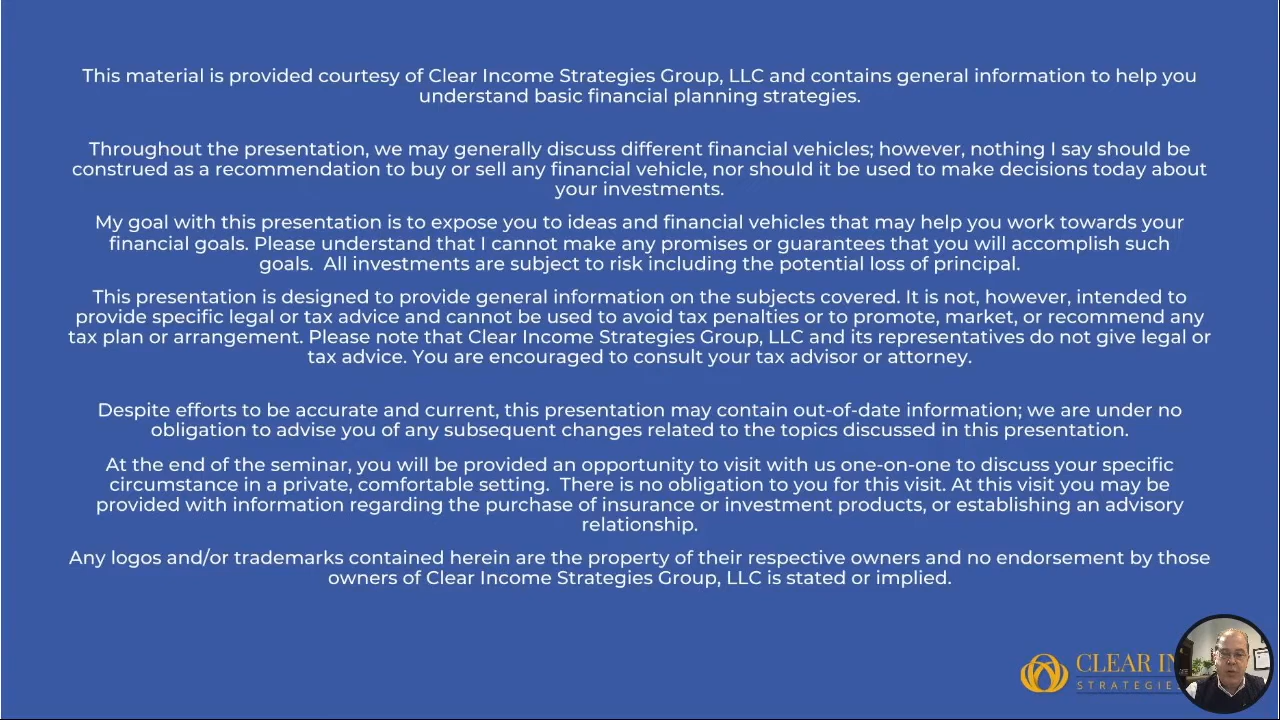 This material is provided courtesy of Clear Income Strategies Group, LLC and contains general information to help you
understand basic financial planning strategies.
Throughout the presentation, we may generally discuss different financial vehicles; however, nothing I say should be
construed as a recommendation to buy or sell any financial vehicle, nor should it be used to make decisions today about
your investments.
My goal with this presentation is to expose you to ideas and financial vehicles that may help you work towards your
financial goals. Please understand that I cannot make any promises or guarantees that you will accomplish such
goals.  All investments are subject to risk including the potential loss of principal.
This presentation is designed to provide general information on the subjects covered. It is not, however, intended to
provide specific legal or tax advice and cannot be used to avoid tax penalties or to promote, market, or recommend any
tax plan or arrangement. Please note that Clear Income Strategies Group, LLC and its representatives do not give legal or
tax advice. You are encouraged to consult your tax advisor or attorney.
Despite efforts to be accurate and current, this presentation may contain out-of-date information; we are under no
obligation to advise you of any subsequent changes related to the topics discussed in this presentation.
At the end of the seminar, you will be provided an opportunity to visit with us one-on-one to discuss your specific
circumstance in a private, comfortable setting.  There is no obligation to you for this visit. At this visit you may be
provided with information regarding the purchase of insurance or investment products, or establishing an advisory
relationship.
Any logos and/or trademarks contained herein are the property of their respective owners and no endorsement by those
owners of Clear Income Strategies Group, LLC is stated or implied.
CLEAR IN
STRATEGIE